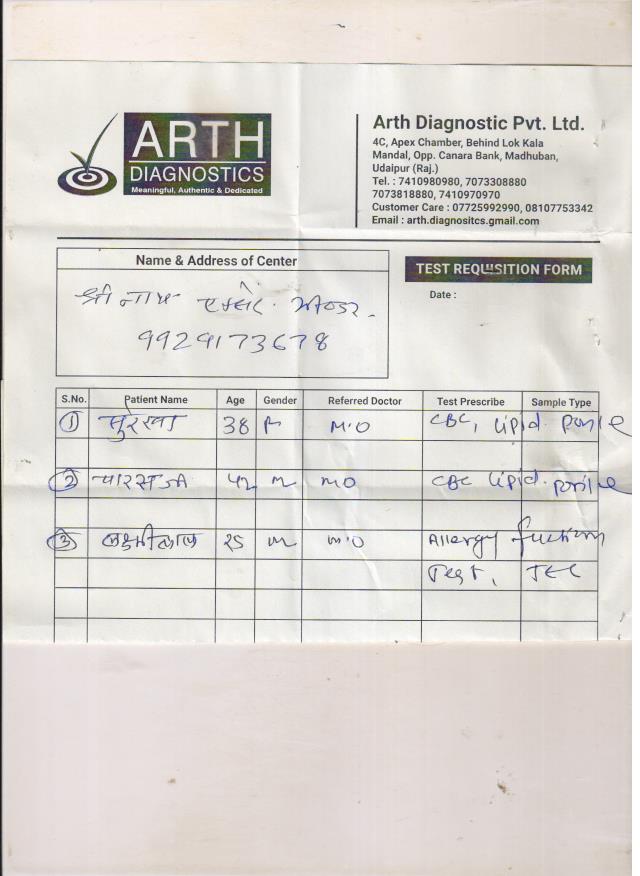 ARTH
DIAGNOSTICS
Meaningful, Authentic & Dedicated
Arth Diagnostic Pvt. Ltd.
4C, Apex Chamber, Behind Lok Kala
Mandal, Opp. Canara Bank, Madhuban,
Udaipur (Raj.)
Tel. : 7410980980, 7073308880
7073818880, 7410970970
Customer Care : 07725992990, 08107753342
Email : arth.diagnositcs.gmail.com
Name & Address of Center
TEST REQUISITION FORM
Date :
श्री नाथ
9929173678
S.No. Patient Name Age Gender Referred Doctor Test Prescribe Sample Type
1 सुरेखा 38 F M.O CBC, Lipid
2 42 M MO CBC Lipid
3 25 M M.O Allergy
Test, TEC